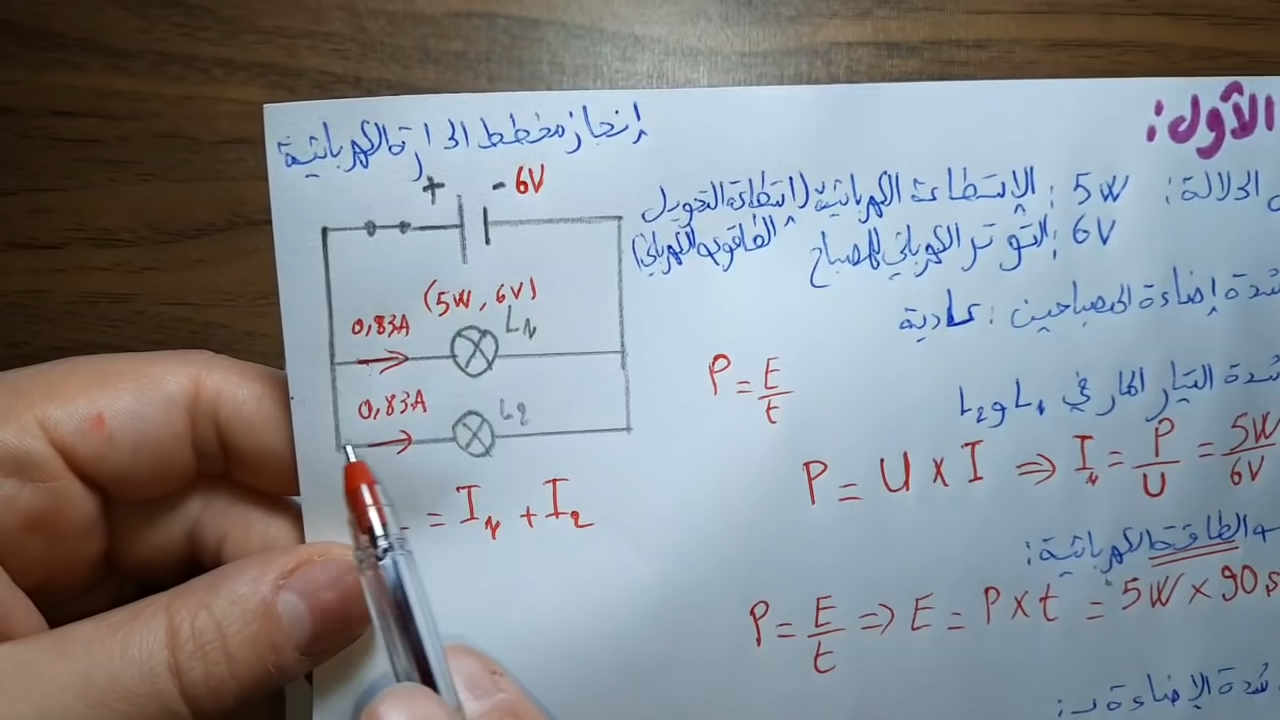 الأول:
إنجاز مخطط الدارة الكهربائية
+ - 6V
الدلالة: 5W: الاستطاعة الكهربائية (استطاعة التحويل
الطاقوي الكهربائي)
6V: التوتر الكهربائي للمصباح
(5W, 6V)
L1
0,83A
شدة إضاءة المصباحين: عادية
0,83A
L2
P = E/t
شدة التيار المار في L1 و L2
P = U x I ⇒ I1 = P/U = 5W/6V
= I1 + I2
الطاقة الكهربائية:
P = E/t ⇒ E = P x t = 5W x 90s
شدة الإضاءة